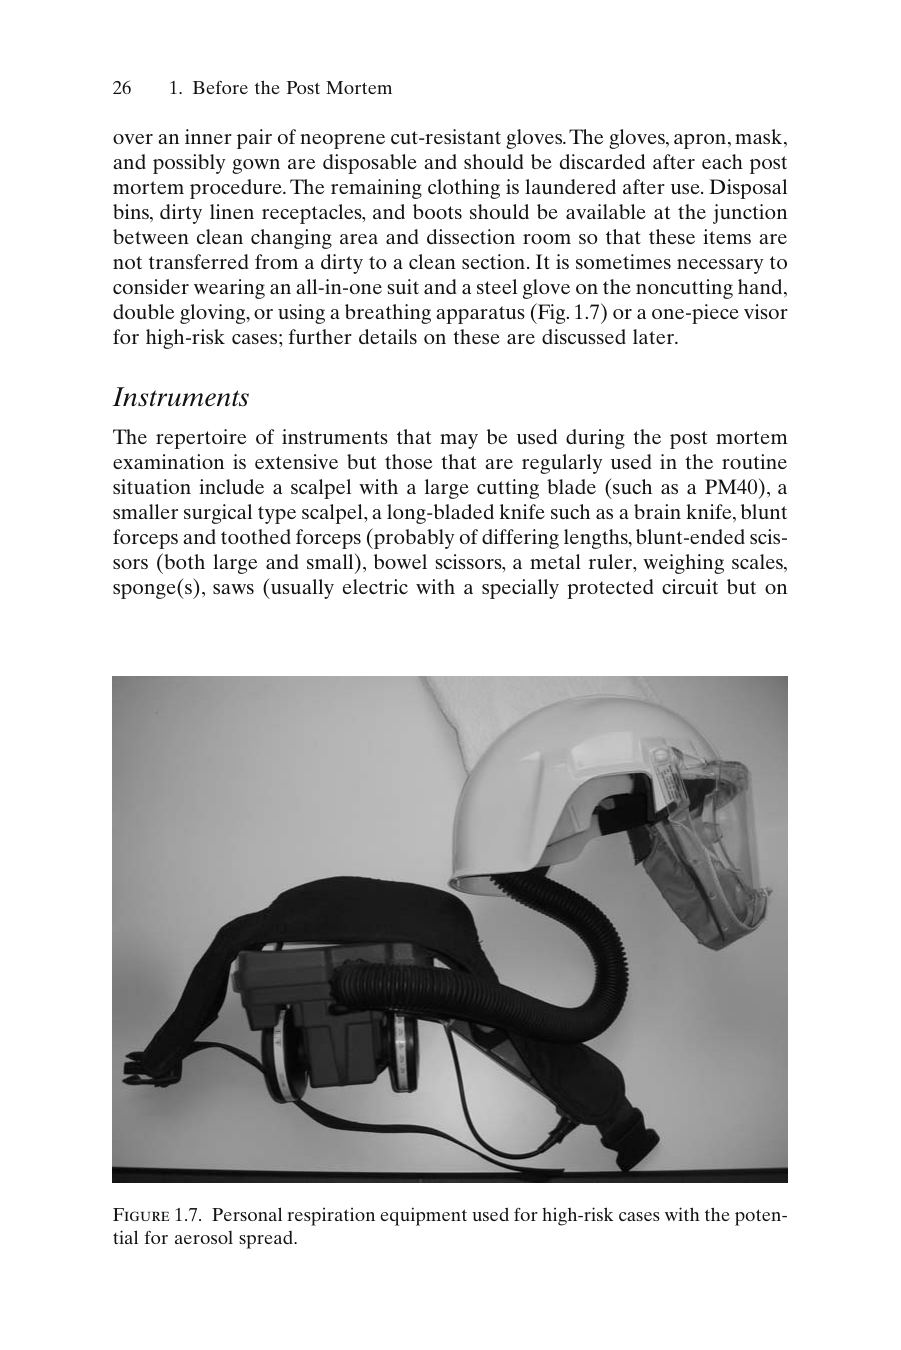 26 1. Before the Post Mortem
over an inner pair of neoprene cut-resistant gloves. The gloves, apron, mask,
and possibly gown are disposable and should be discarded after each post
mortem procedure. The remaining clothing is laundered after use. Disposal
bins, dirty linen receptacles, and boots should be available at the junction
between clean changing area and dissection room so that these items are
not transferred from a dirty to a clean section. It is sometimes necessary to
consider wearing an all-in-one suit and a steel glove on the noncutting hand,
double gloving, or using a breathing apparatus (Fig. 1.7) or a one-piece visor
for high-risk cases; further details on these are discussed later.
Instruments
The repertoire of instruments that may be used during the post mortem
examination is extensive but those that are regularly used in the routine
situation include a scalpel with a large cutting blade (such as a PM40), a
smaller surgical type scalpel, a long-bladed knife such as a brain knife, blunt
forceps and toothed forceps (probably of differing lengths, blunt-ended scis-
sors (both large and small), bowel scissors, a metal ruler, weighing scales,
sponge(s), saws (usually electric with a specially protected circuit but on
FIGURE 1.7. Personal respiration equipment used for high-risk cases with the poten-
tial for aerosol spread.